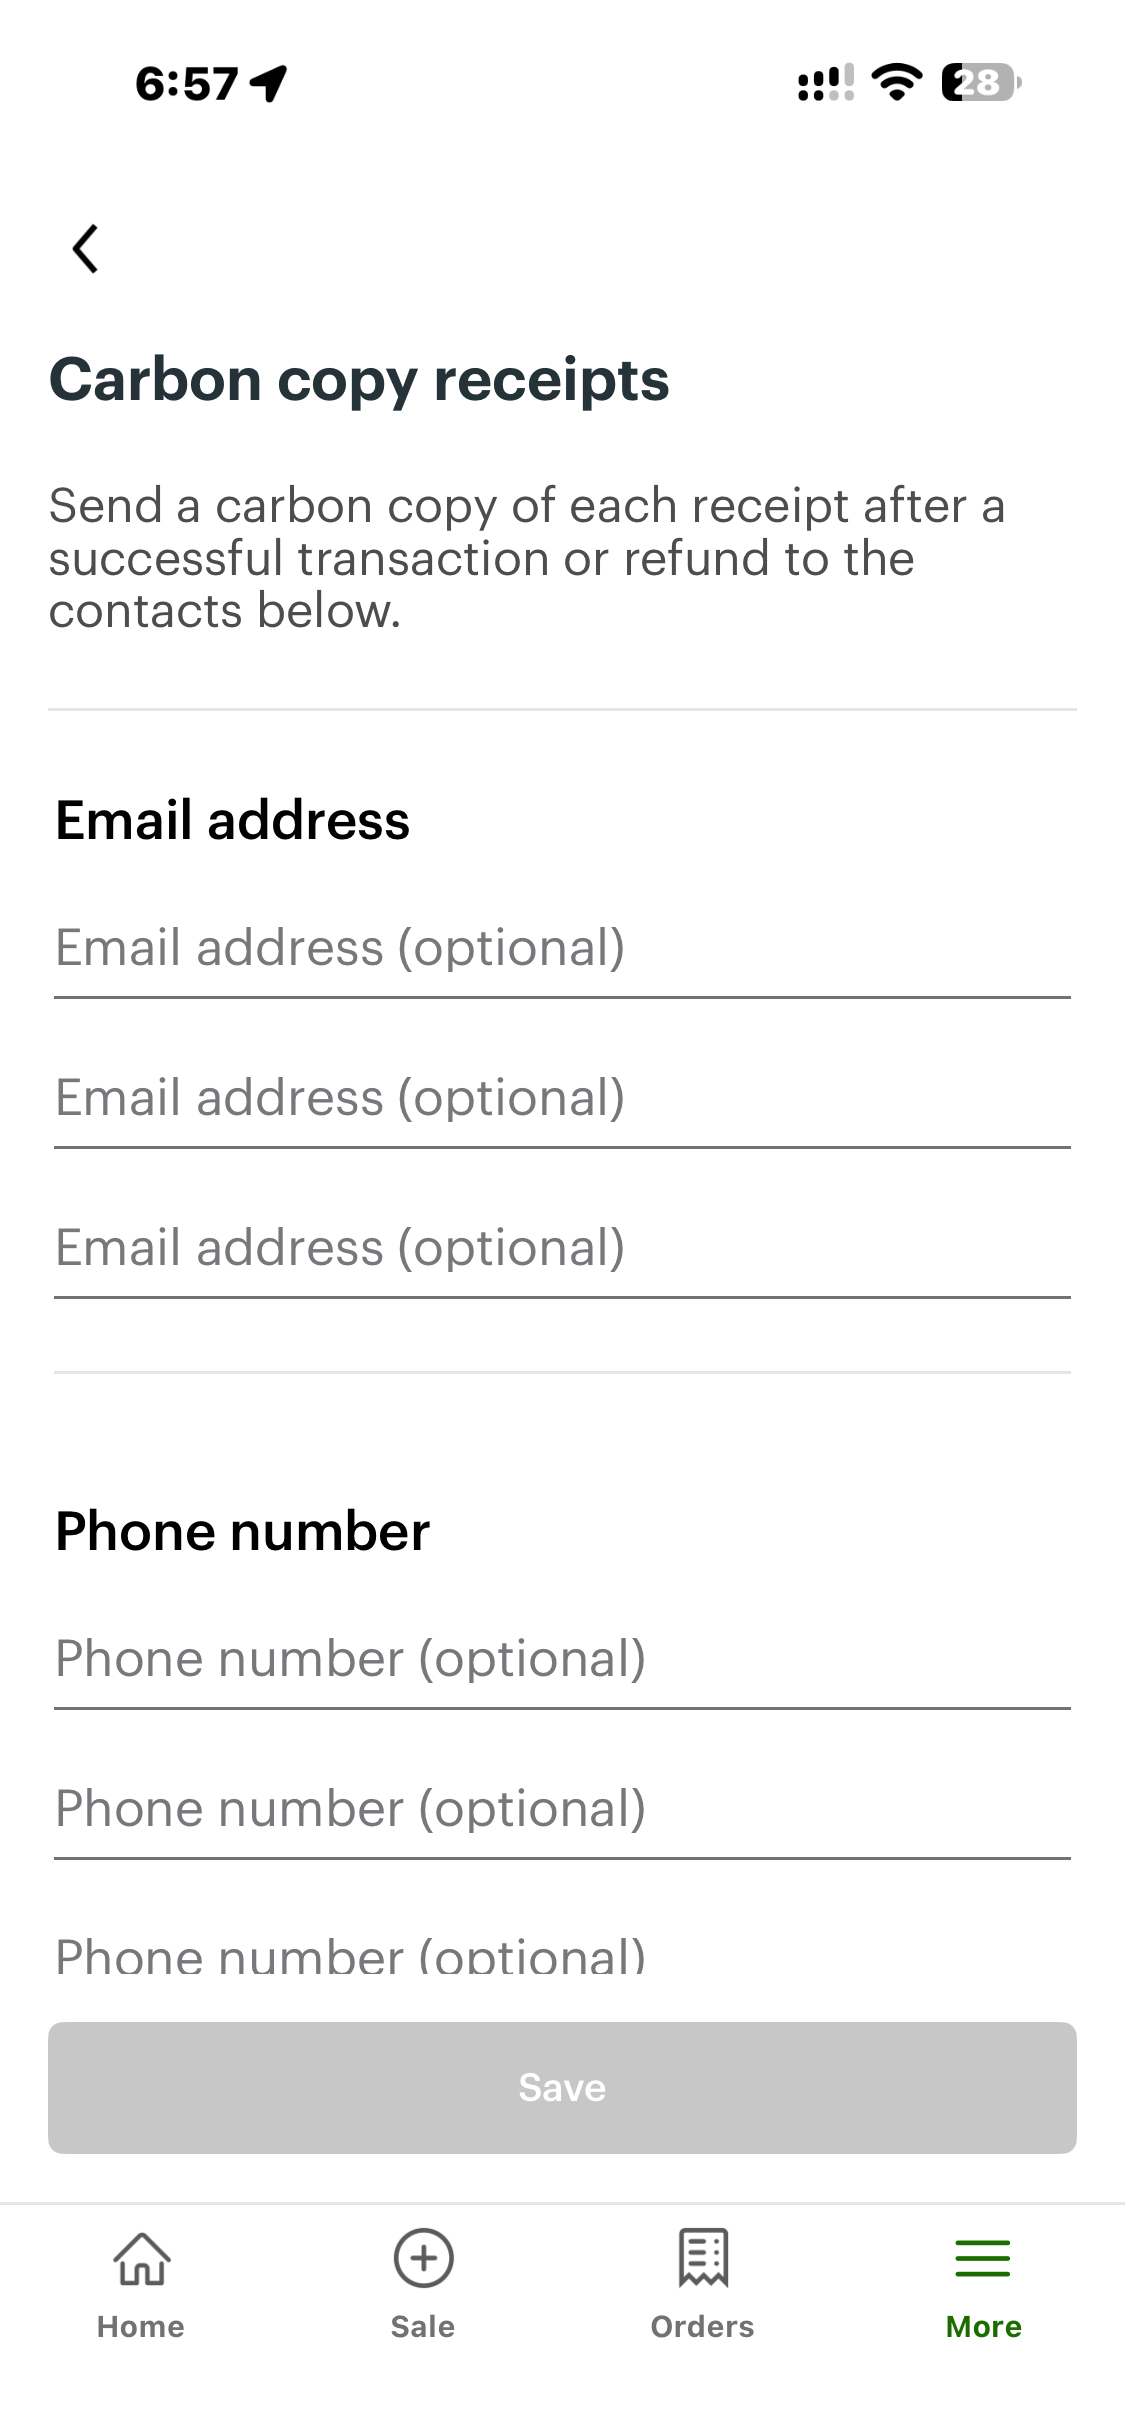 6:57
28
Carbon copy receipts
Send a carbon copy of each receipt after a
successful transaction or refund to the
contacts below.
Email address
Email address (optional)
Email address (optional)
Email address (optional)
Phone number
Phone number (optional)
Phone number (optional)
Phone number (optional)
Save
Home
Sale
Orders
More